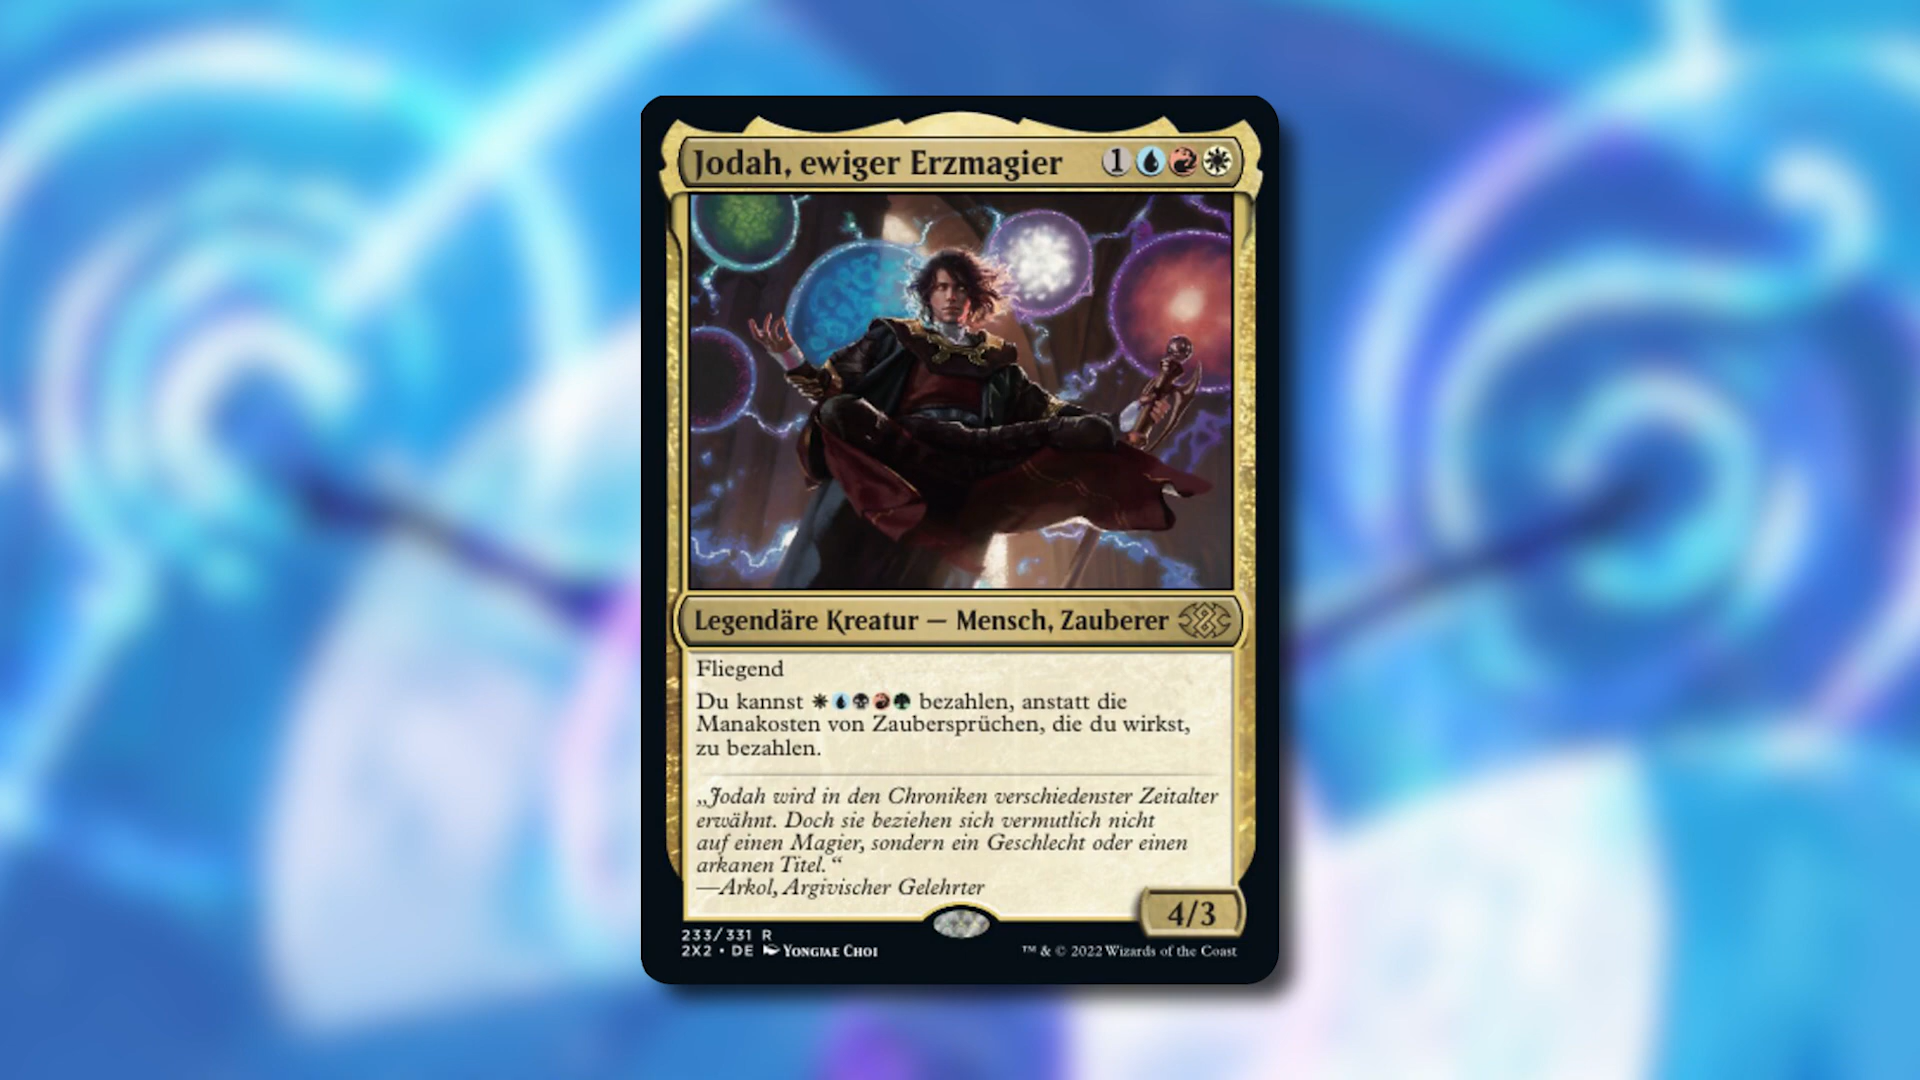 Jodah, ewiger Erzmagier 1
Legendäre Kreatur — Mensch, Zauberer
Fliegend
Du kannst bezahlen, anstatt die
Manakosten von Zaubersprüchen, die du wirkst,
zu bezahlen.
„Jodah wird in den Chroniken verschiedenster Zeitalter
erwähnt. Doch sie beziehen sich vermutlich nicht
auf einen Magier, sondern ein Geschlecht oder einen
arkanen Titel.“
—Arkol, Argivischer Gelehrter
4/3
233/331 R
2X2 • DE Yongjae Choi
™ & © 2022 Wizards of the Coast